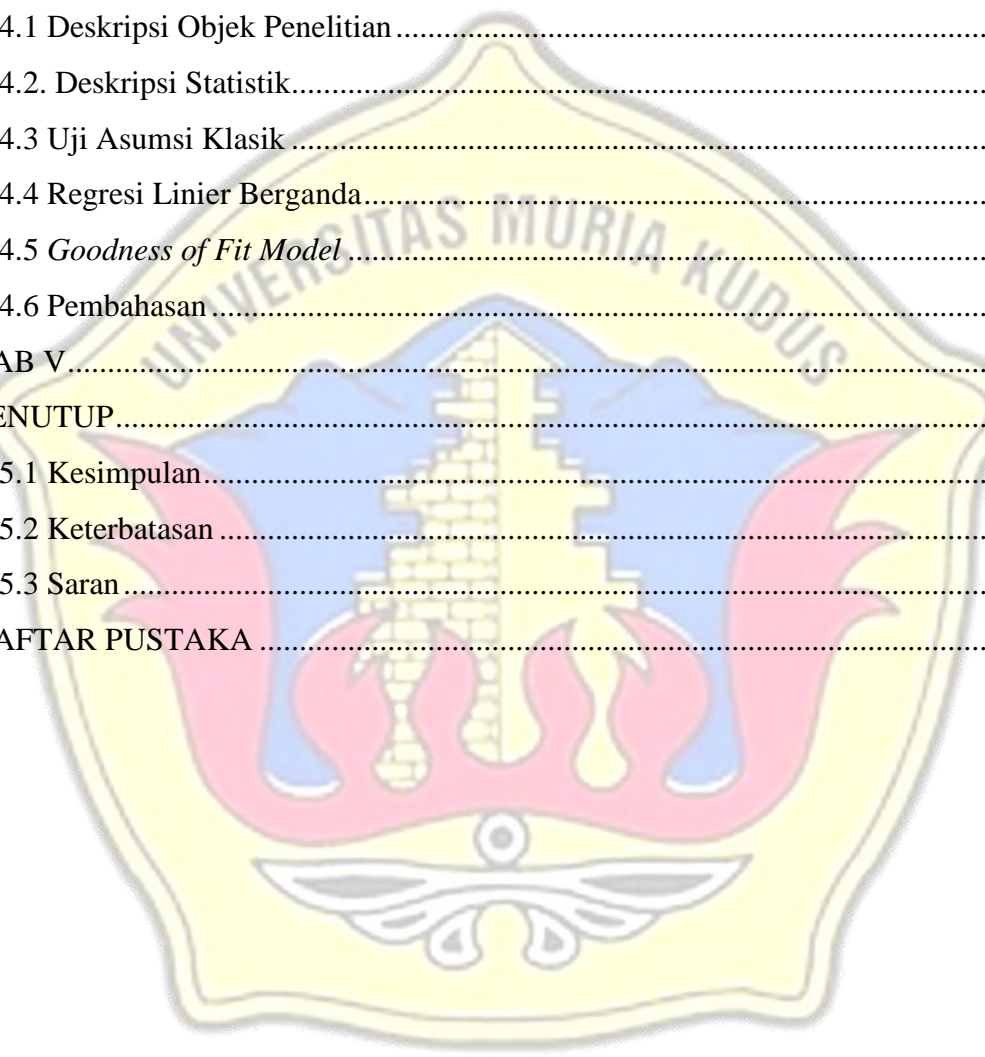 4.1 Deskripsi Objek Penelitian ........................................................................
4.2. Deskripsi Statistik........................................................................
4.3 Uji Asumsi Klasik ........................................................................
4.4 Regresi Linier Berganda........................................................................
4.5 Goodness of Fit Model ........................................................................
4.6 Pembahasan ........................................................................
AB V........................................................................
ENUTUP........................................................................
5.1 Kesimpulan........................................................................
5.2 Keterbatasan ........................................................................
5.3 Saran ........................................................................
AFTAR PUSTAKA ........................................................................
UNIVERSITAS MURIA KUDUS